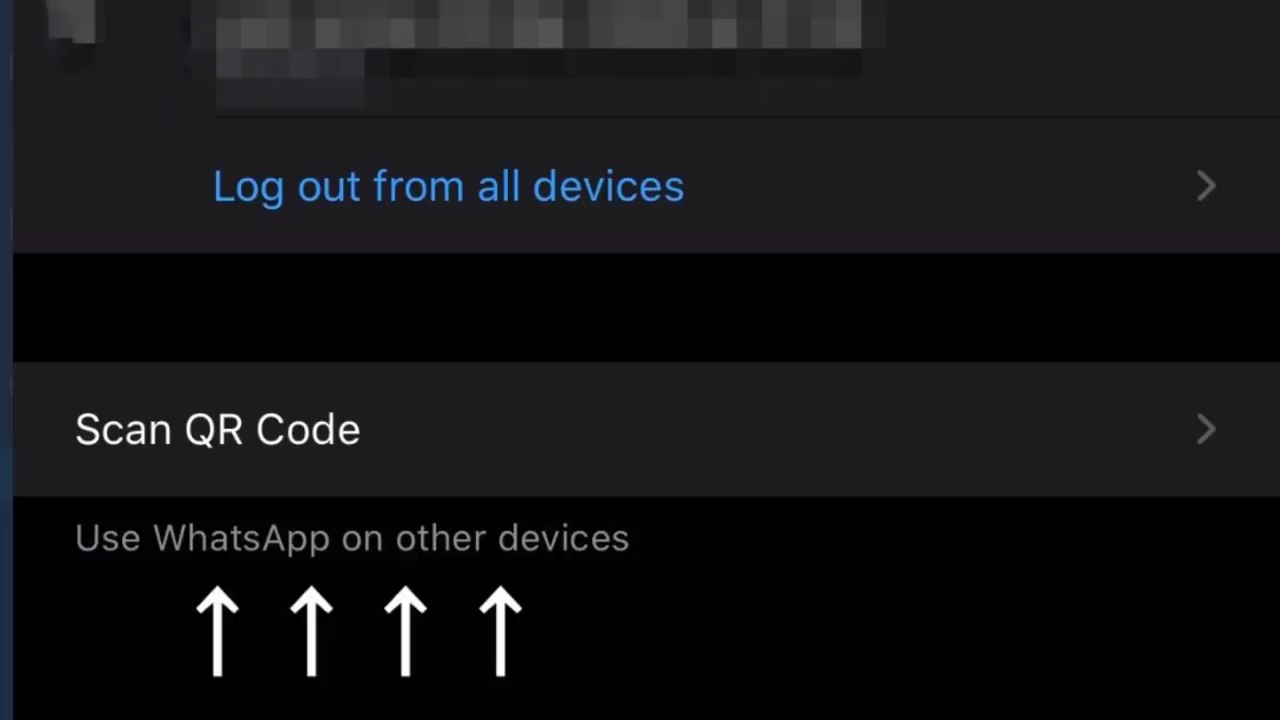 Log out from all devices
Scan QR Code
Use WhatsApp on other devices
↑ ↑ ↑ ↑